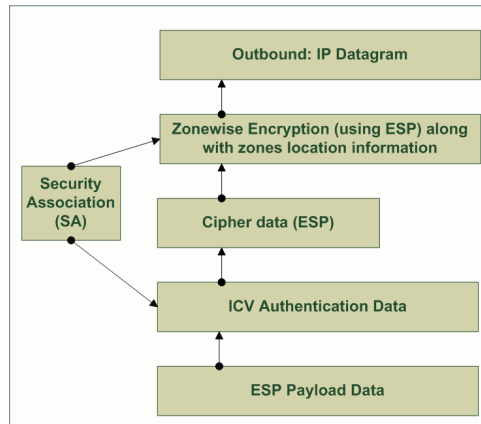 Outbound: IP Datagram
Zonewise Encryption (using ESP) along
with zones location information
Security
Association
(SA)
Cipher data (ESP)
ICV Authentication Data
ESP Payload Data